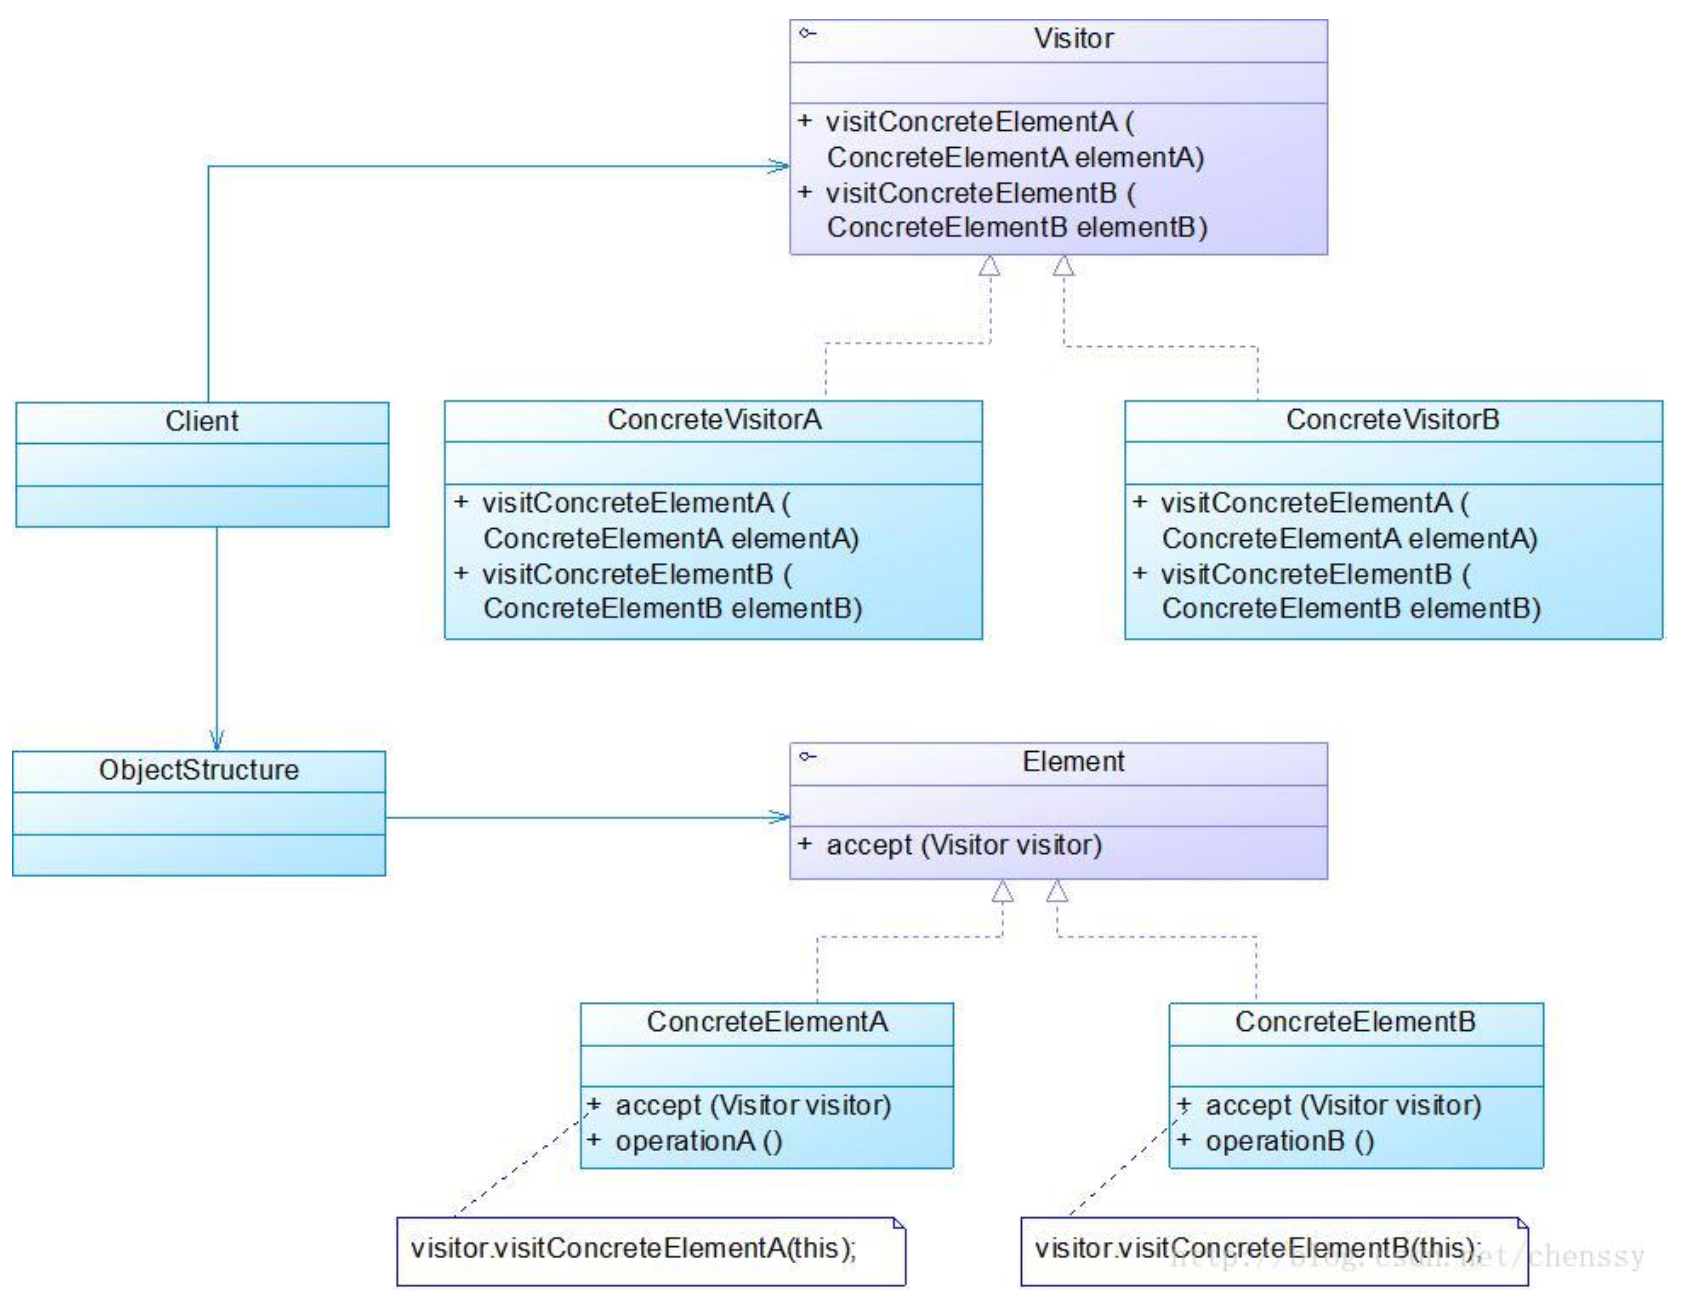 Visitor
+ visitConcreteElementA (
ConcreteElementA elementA)
+ visitConcreteElementB (
ConcreteElementB elementB)
Client
ConcreteVisitorA
+ visitConcreteElementA (
ConcreteElementA elementA)
+ visitConcreteElementB (
ConcreteElementB elementB)
ConcreteVisitorB
+ visitConcreteElementA (
ConcreteElementA elementA)
+ visitConcreteElementB (
ConcreteElementB elementB)
ObjectStructure
Element
+ accept (Visitor visitor)
ConcreteElementA
+ accept (Visitor visitor)
+ operationA ()
ConcreteElementB
+ accept (Visitor visitor)
+ operationB ()
visitor.visitConcreteElementA(this);
visitor.visitConcreteElementB(this);
http://blog.csdn.net/chenssy